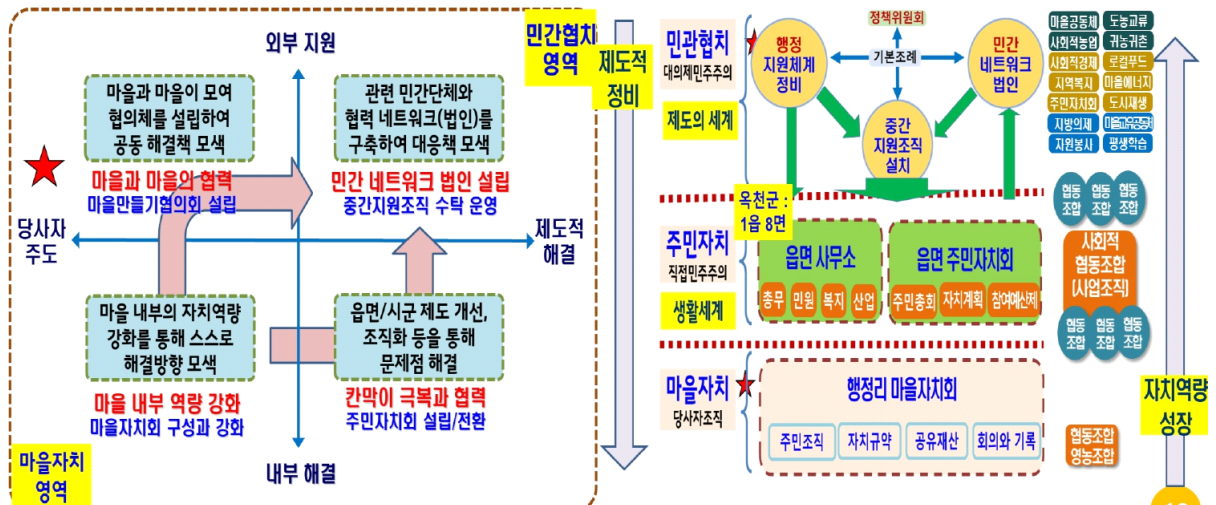 외부 지원
민간협치
영역
마을과 마을이 모여
협의체를 설립하여
공동 해결책 모색
관련 민간단체와
협력 네트워크(법인)를
구축하여 대응책 모색
마을과 마을의 협력
마을만들기협의회 설립
민간 네트워크 법인 설립
중간지원조직 수탁 운영
당사자
주도
제도적
해결
마을 내부의 자치역량
강화를 통해 스스로
해결방향 모색
읍면/시군 제도 개선,
조직화 등을 통해
문제점 해결
마을 내부 역량 강화
마을자치회 구성과 강화
칸막이 극복과 협력
주민자치회 설립/전환
마을자치
영역
내부 해결
제도적
정비
민관협치
대의제민주주의
제도의 세계
정책위원회
기본조례
행정
지원체계
정비
민간
네트워크
법인
중간
지원조직
설치
마을공동체
도농교류
사회적농업
귀농귀촌
사회적경제
로컬푸드
지역복지
마을에너지
주민자치회
도시재생
지방의제
자원봉사
평생학습
옥천군 :
1읍 8면
주민자치
직접민주주의
생활세계
읍면 사무소
총무
민원
복지
산업
읍면 주민자치회
주민총회
자치계획
참여예산제
협동
조합
협동
조합
협동
조합
사회적
협동조합
(사업조직)
협동
조합
협동
조합
협동
조합
마을자치
당사자조직
행정리 마을자치회
주민조직
자치규약
공유재산
회의와 기록
협동조합
영농조합
자치역량
성장